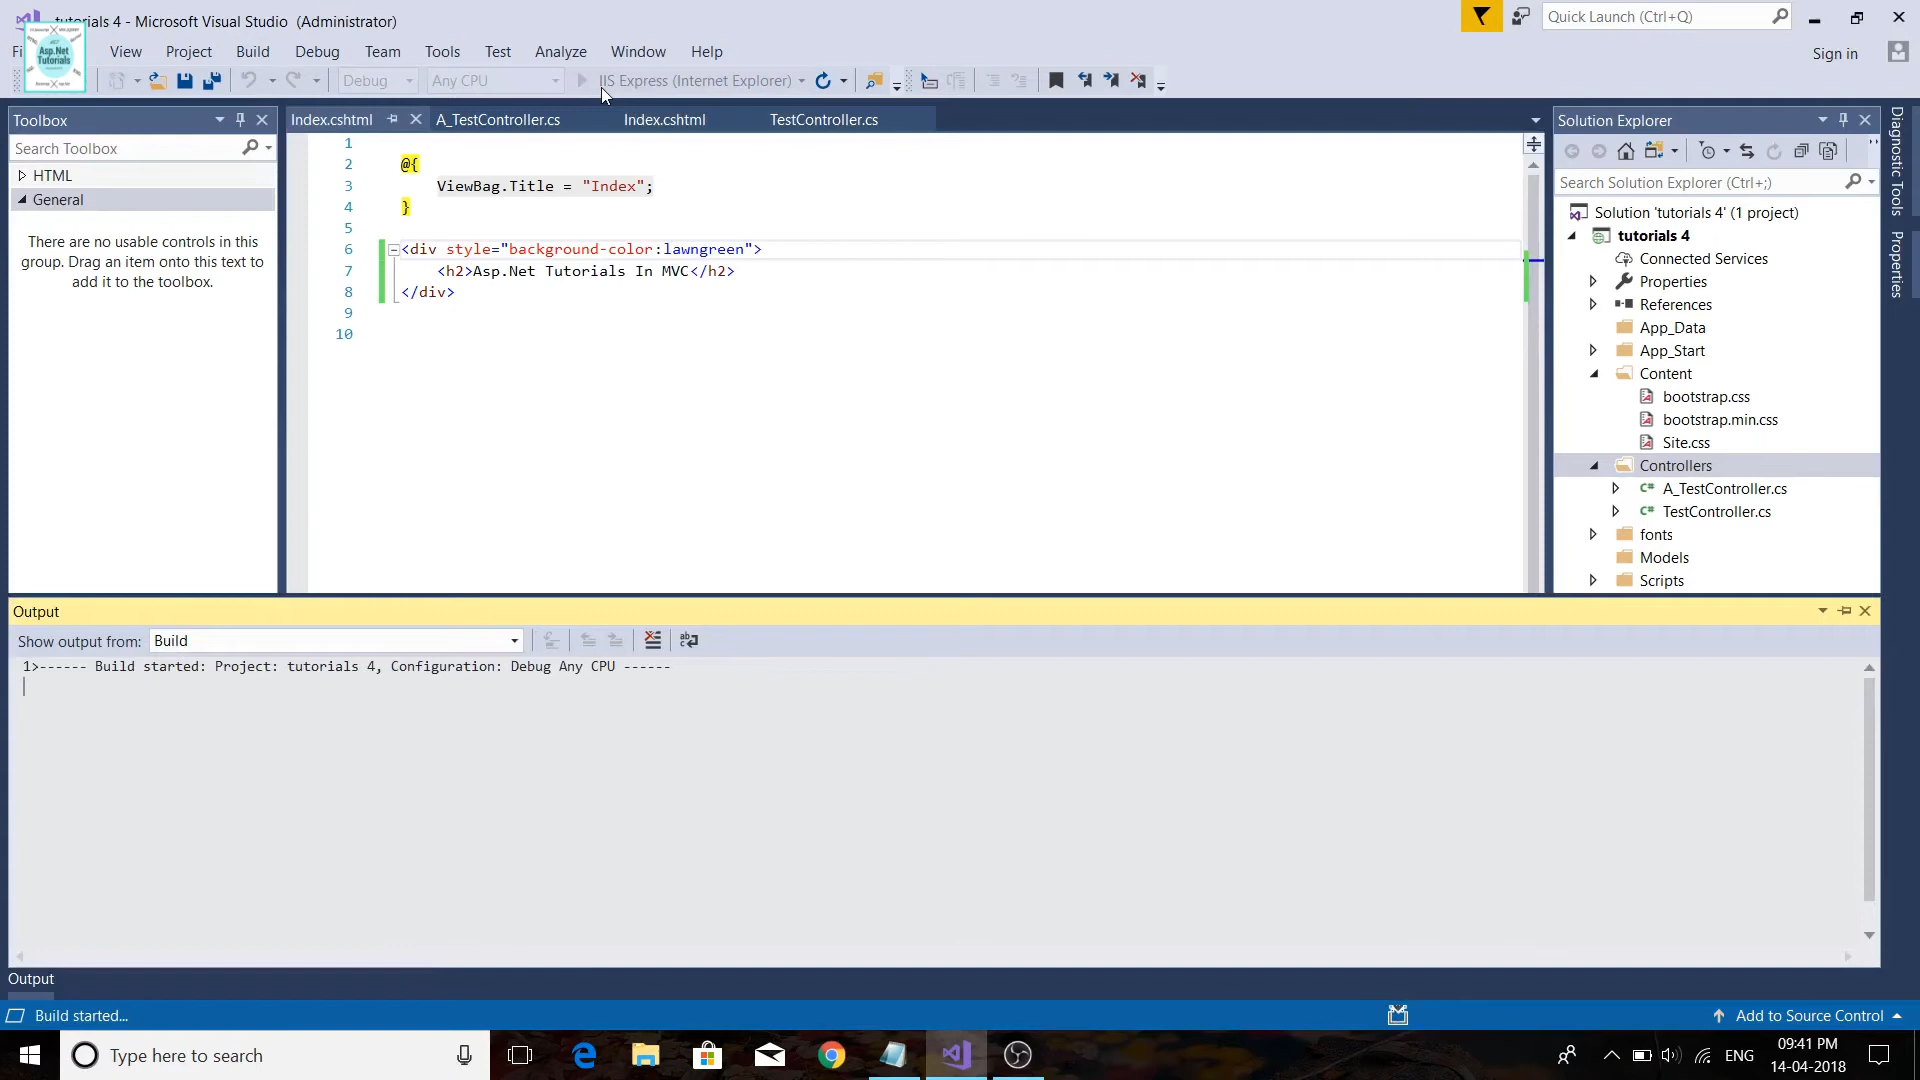 tutorials 4 - Microsoft Visual Studio (Administrator)
Quick Launch (Ctrl+Q)
View Project Build Debug Team Tools Test Analyze Window Help
Sign in
Asp.Net
Tutorials
Debug Any CPU IIS Express (Internet Explorer)
Toolbox
Search Toolbox
HTML
General
There are no usable controls in this
group. Drag an item onto this text to
add it to the toolbox.
Index.cshtml A_TestController.cs Index.cshtml TestController.cs
1
2 @{
3 ViewBag.Title = "Index";
4 }
5
6 <div style="background-color:lawngreen">
7 <h2>Asp.Net Tutorials In MVC</h2>
8 </div>
9
10
Solution Explorer
Search Solution Explorer (Ctrl+;)
Solution 'tutorials 4' (1 project)
tutorials 4
Connected Services
Properties
References
App_Data
App_Start
Content
bootstrap.css
bootstrap.min.css
Site.css
Controllers
C# A_TestController.cs
C# TestController.cs
fonts
Models
Scripts
Diagnostic Tools
Properties
Output
Show output from: Build
1>------ Build started: Project: tutorials 4, Configuration: Debug Any CPU ------
Output
Build started...
Add to Source Control
Type here to search
ENG
09:41 PM
14-04-2018